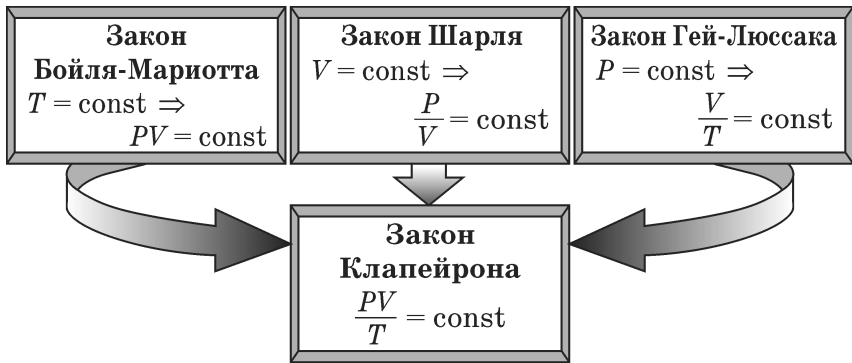 Закон
Бойля-Мариотта
T = const ⇒
PV = const
Закон Шарля
V = const ⇒
P/V = const
Закон Гей-Люссака
P = const ⇒
V/T = const
Закон
Клапейрона
PV/T = const